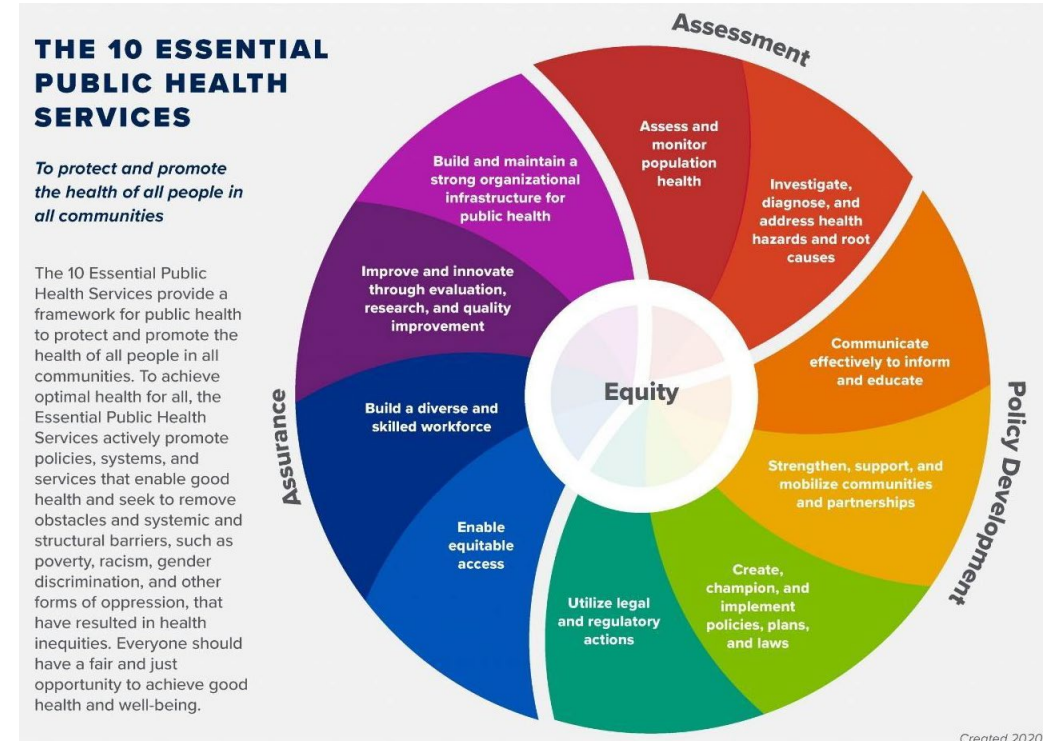 THE 10 ESSENTIAL
PUBLIC HEALTH
SERVICES
To protect and promote
the health of all people in
all communities
The 10 Essential Public
Health Services provide a
framework for public health
to protect and promote the
health of all people in all
communities. To achieve
optimal health for all, the
Essential Public Health
Services actively promote
policies, systems, and
services that enable good
health and seek to remove
obstacles and systemic and
structural barriers, such as
poverty, racism, gender
discrimination, and other
forms of oppression, that
have resulted in health
inequities. Everyone should
have a fair and just
opportunity to achieve good
health and well-being.
Assessment
Assess and
monitor
population
health
Investigate,
diagnose, and
address health
hazards and root
causes
Policy Development
Communicate
effectively to inform
and educate
Strengthen, support, and
mobilize communities
and partnerships
Create,
champion, and
implement
policies, plans,
and laws
Utilize legal
and regulatory
actions
Assurance
Enable
equitable
access
Build a diverse and
skilled workforce
Improve and innovate
through evaluation,
research, and quality
improvement
Build and maintain a
strong organizational
infrastructure for
public health
Equity
Created 2020